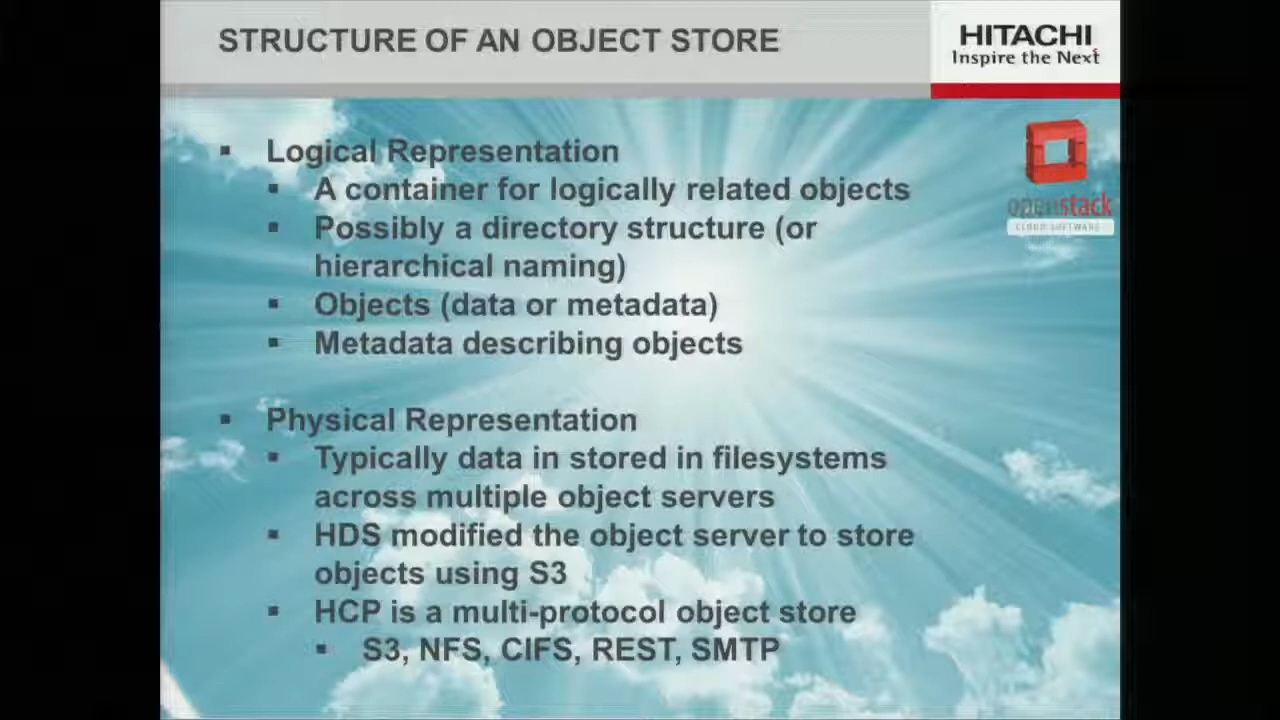 STRUCTURE OF AN OBJECT STORE
HITACHI
Inspire the Next
openstack
CLOUD SOFTWARE
▪ Logical Representation
▪ A container for logically related objects
▪ Possibly a directory structure (or
hierarchical naming)
▪ Objects (data or metadata)
▪ Metadata describing objects
▪ Physical Representation
▪ Typically data in stored in filesystems
across multiple object servers
▪ HDS modified the object server to store
objects using S3
▪ HCP is a multi-protocol object store
▪ S3, NFS, CIFS, REST, SMTP